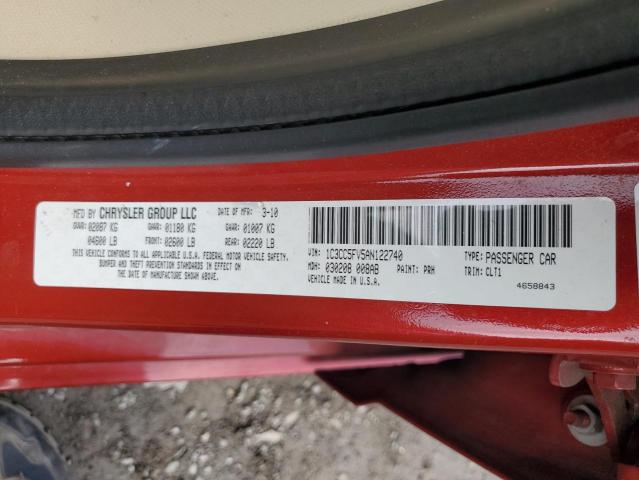 MFD BY CHRYSLER GROUP LLC DATE OF MFR: 3-10
GVWR: 02087 KG GAWR: 01180 KG GAWR: 01007 KG
04600 LB FRONT: 02600 LB REAR: 02220 LB
THIS VEHICLE CONFORMS TO ALL APPLICABLE U.S.A. FEDERAL MOTOR VEHICLE SAFETY,
BUMPER AND THEFT PREVENTION STANDARDS IN EFFECT ON THE
DATE OF MANUFACTURE SHOWN ABOVE.
VIN: 1C3CC5FV5AN122740 TYPE: PASSENGER CAR
MDH: 030208 008AB PAINT: PRH TRIM: CLT1
VEHICLE MADE IN U.S.A.
4658843